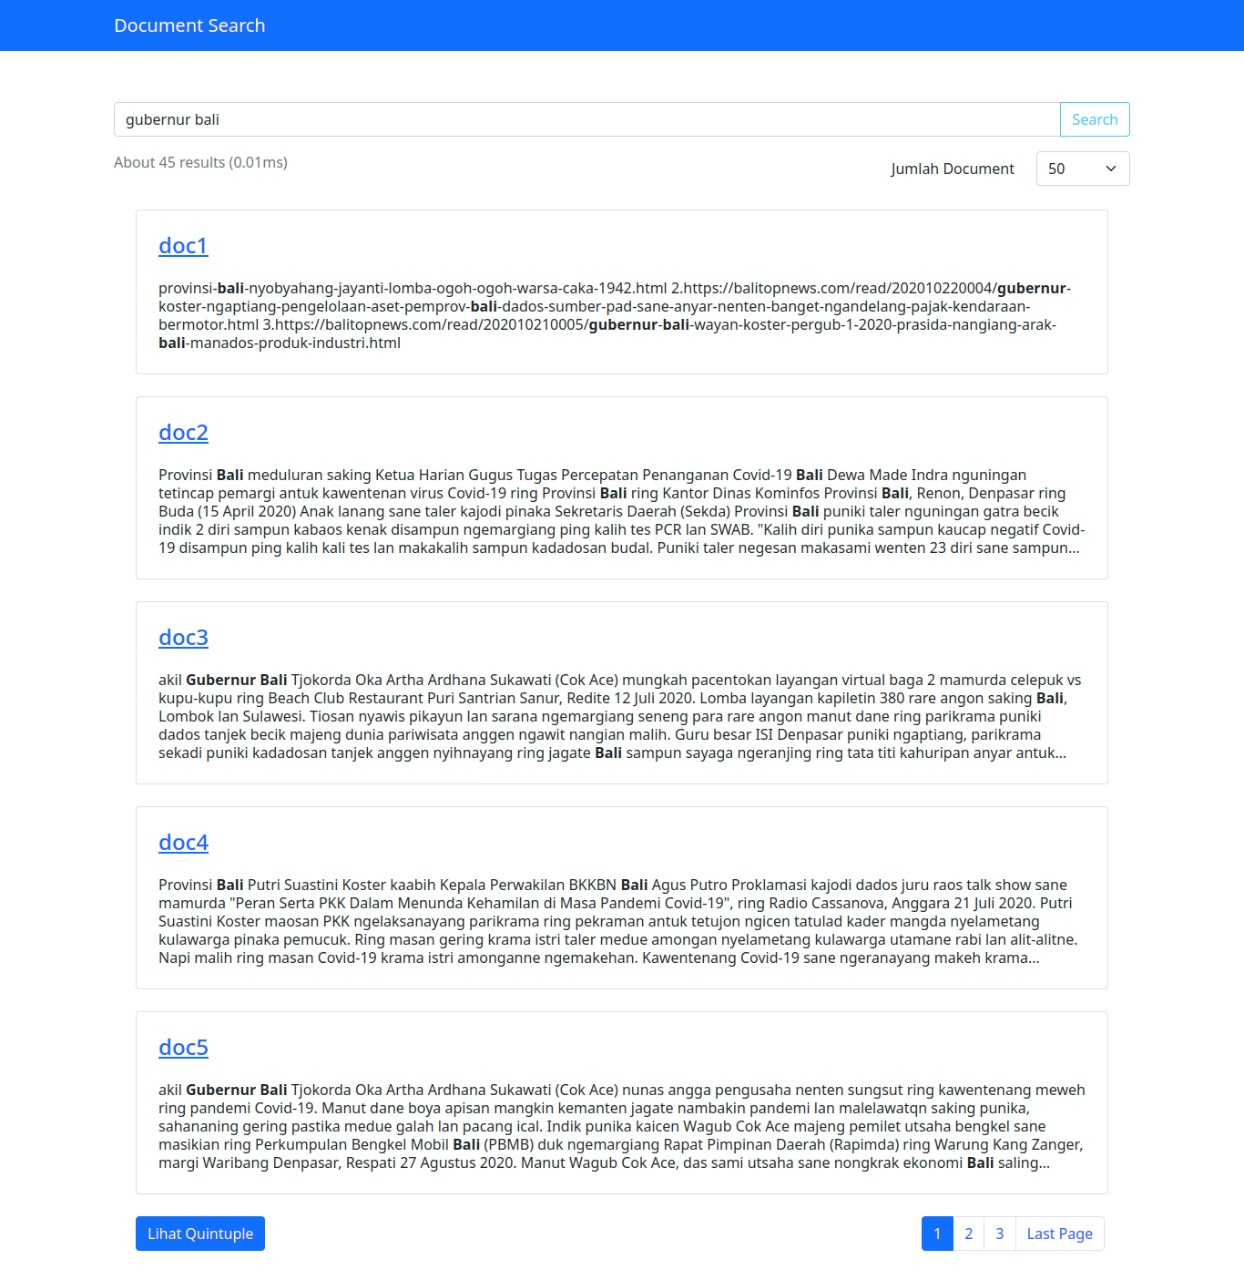 Document Search
gubernur bali
Search
About 45 results (0.01ms)
Jumlah Document
50
doc1
provinsi-bali-nyobyahang-jayanti-lomba-ogoh-ogoh-warsa-caka-1942.html 2.https://balitopnews.com/read/202010220004/gubernur-
koster-ngaptiang-pengelolaan-aset-pemprov-bali-dados-sumber-pad-sane-anyar-nenten-banget-ngandelang-pajak-kendaraan-
bermotor.html 3.https://balitopnews.com/read/202010210005/gubernur-bali-wayan-koster-pergub-1-2020-prasida-nangiang-arak-
bali-manados-produk-industri.html
doc2
Provinsi Bali meduluran saking Ketua Harian Gugus Tugas Percepatan Penanganan Covid-19 Bali Dewa Made Indra nguningan
tetincap pemargi antuk kawentenan virus Covid-19 ring Provinsi Bali ring Kantor Dinas Kominfos Provinsi Bali, Renon, Denpasar ring
Buda (15 April 2020) Anak lanang sane taler kajodi pinaka Sekretaris Daerah (Sekda) Provinsi Bali puniki taler nguningan gatra becik
indik 2 diri sampun kabaos kenak disampun ngemargiang ping kalih tes PCR lan SWAB. "Kalih diri punika sampun kaucap negatif Covid-
19 disampun ping kalih kali tes lan makakalih sampun kadadosan budal. Puniki taler negesan makasami wenten 23 diri sane sampun...
doc3
akil Gubernur Bali Tjokorda Oka Artha Ardhana Sukawati (Cok Ace) mungkah pacentokan layangan virtual baga 2 mamurda celepuk vs
kupu-kupu ring Beach Club Restaurant Puri Santrian Sanur, Redite 12 Juli 2020. Lomba layangan kapiletin 380 rare angon saking Bali,
Lombok lan Sulawesi. Tiosan nyawis pikayun lan sarana ngemargiang seneng para rare angon manut dane ring parikrama puniki
dados tanjek becik majeng dunia pariwisata anggen ngawit nangian malih. Guru besar ISI Denpasar puniki ngaptiang, parikrama
sekadi puniki kadadosan tanjek anggen nyihnayang ring jagate Bali sampun sayaga ngeranjing ring tata titi kahuripan anyar antuk...
doc4
Provinsi Bali Putri Suastini Koster kaabih Kepala Perwakilan BKKBN Bali Agus Putro Proklamasi kajodi dados juru raos talk show sane
mamurda "Peran Serta PKK Dalam Menunda Kehamilan di Masa Pandemi Covid-19", ring Radio Cassanova, Anggara 21 Juli 2020. Putri
Suastini Koster maosan PKK ngelaksanayang parikrama ring pekraman antuk tetujon ngicen tatulad kader mangda nyelametang
kulawarga pinaka pemucuk. Ring masan gering krama istri taler medue amongan nyelametang kulawarga utamane rabi lan alit-alitne.
Napi malih ring masan Covid-19 krama istri amonganne ngemakehan. Kawentenang Covid-19 sane ngeranayang makeh krama...
doc5
akil Gubernur Bali Tjokorda Oka Artha Ardhana Sukawati (Cok Ace) nunas angga pengusaha nenten sungsut ring kawentenang meweh
ring pandemi Covid-19. Manut dane boya apisan mangkin kemanten jagate nambakin pandemi lan malelawatqn saking punika,
sahananing gering pastika medue galah lan pacang ical. Indik punika kaicen Wagub Cok Ace majeng pemilet utsaha bengkel sane
masikian ring Perkumpulan Bengkel Mobil Bali (PBMB) duk ngemargiang Rapat Pimpinan Daerah (Rapimda) ring Warung Kang Zanger,
margi Waribang Denpasar, Respati 27 Agustus 2020. Manut Wagub Cok Ace, das sami utsaha sane nongkrak ekonomi Bali saling...
Lihat Quintuple
1 2 3 Last Page